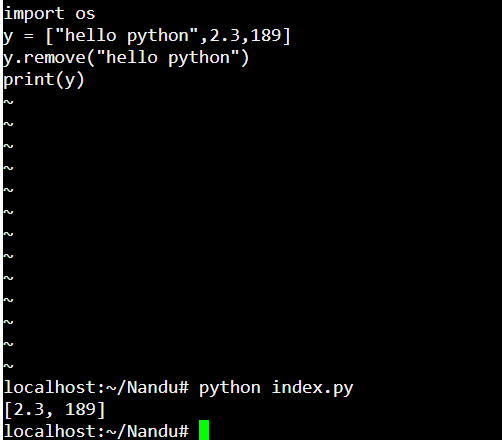 import os
y = ["hello python",2.3,189]
y.remove("hello python")
print(y)
~
~
~
~
~
~
~
~
~
~
~
~
~
localhost:~/Nandu# python index.py
[2.3, 189]
localhost:~/Nandu#